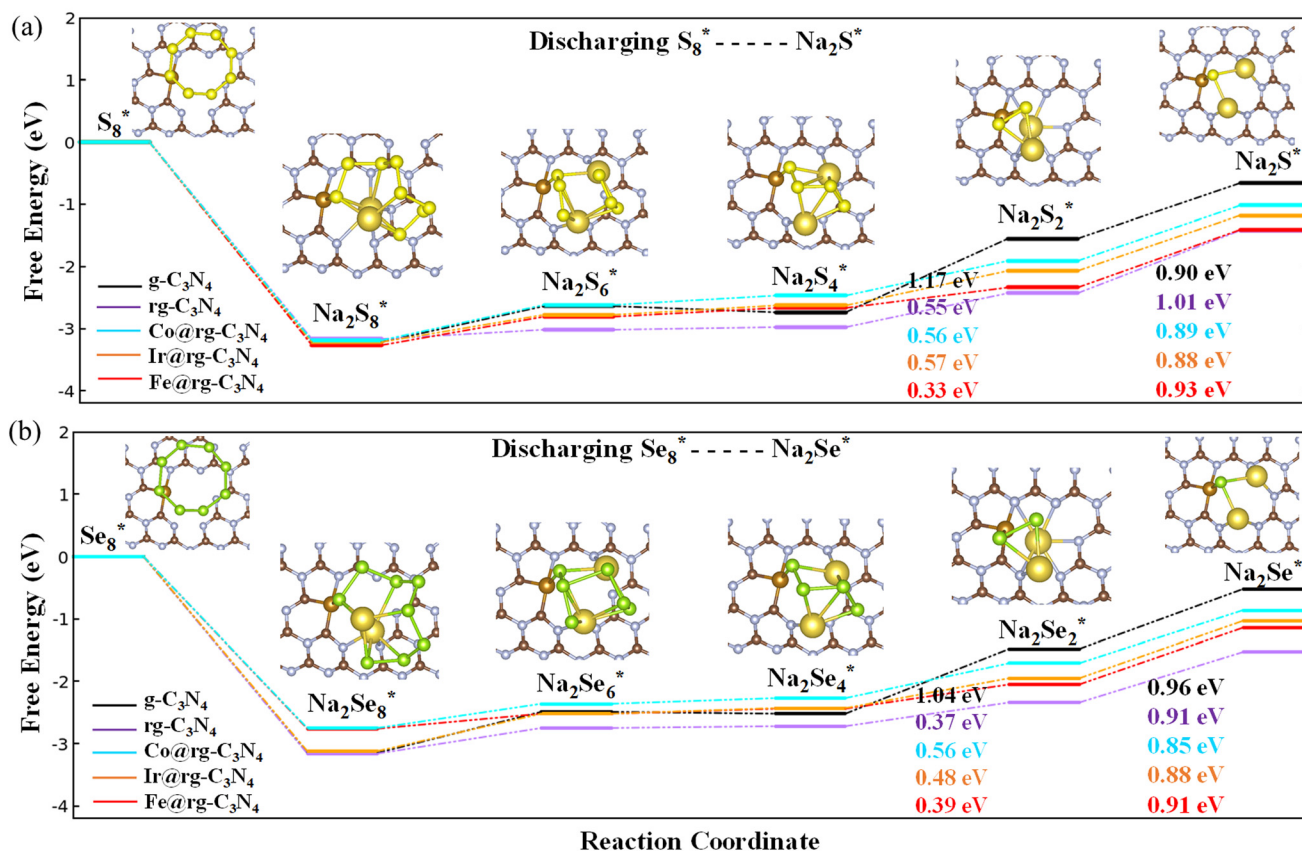 (a)
2
1
0
-1
-2
-3
-4
Free Energy (eV)
Discharging S₈* ----- Na₂S*
S₈*
Na₂S₈*
Na₂S₆*
Na₂S₄*
Na₂S₂*
Na₂S*
g-C₃N₄
rg-C₃N₄
Co@rg-C₃N₄
Ir@rg-C₃N₄
Fe@rg-C₃N₄
1.17 eV
0.55 eV
0.56 eV
0.57 eV
0.33 eV
0.90 eV
1.01 eV
0.89 eV
0.88 eV
0.93 eV
(b)
2
1
0
-1
-2
-3
-4
Free Energy (eV)
Discharging Se₈* ----- Na₂Se*
Se₈*
Na₂Se₈*
Na₂Se₆*
Na₂Se₄*
Na₂Se₂*
Na₂Se*
g-C₃N₄
rg-C₃N₄
Co@rg-C₃N₄
Ir@rg-C₃N₄
Fe@rg-C₃N₄
1.04 eV
0.37 eV
0.56 eV
0.48 eV
0.39 eV
0.96 eV
0.91 eV
0.85 eV
0.88 eV
0.91 eV
Reaction Coordinate